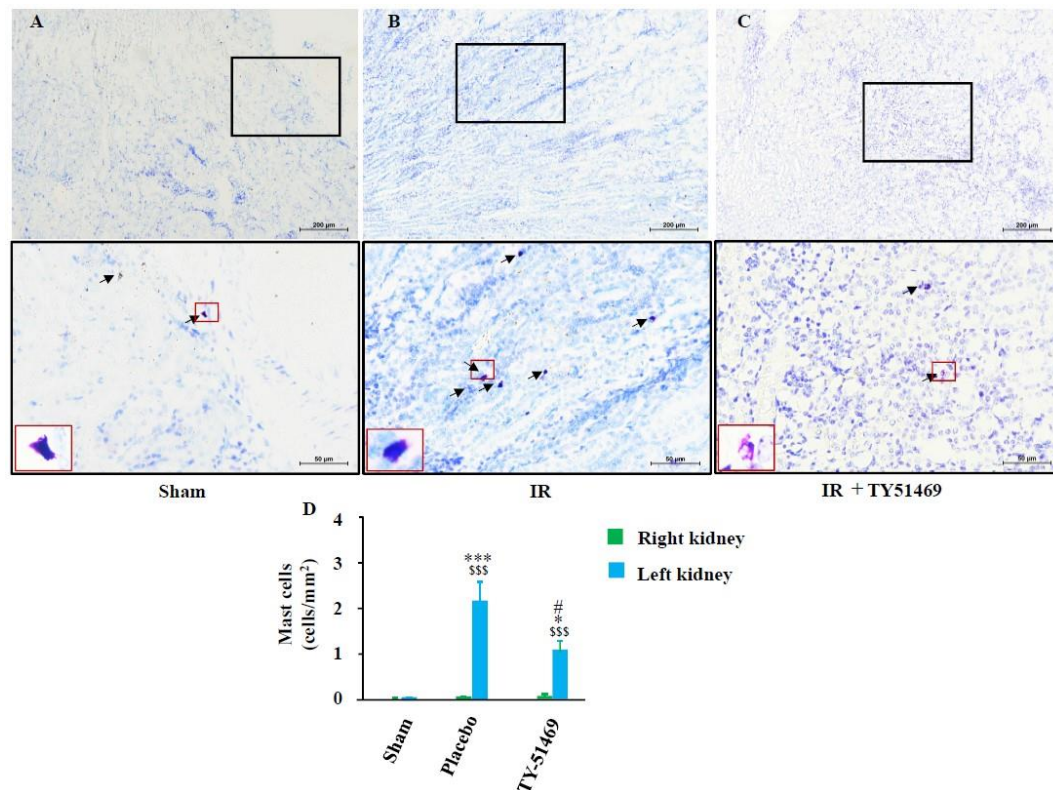 A
B
C
200 µm
200 µm
200 µm
50 µm
50 µm
50 µm
Sham
IR
IR + TY51469
D
Mast cells
(cells/mm²)
4
3
2
1
0
***
$$$
#
*
$$$
Right kidney
Left kidney
Sham
Placebo
TY-51469